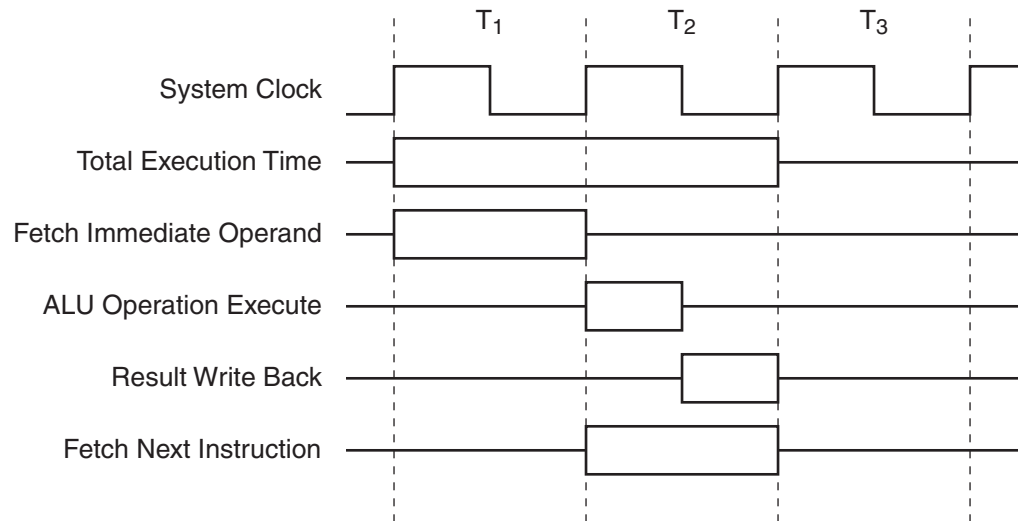 T1 T2 T3
System Clock
Total Execution Time
Fetch Immediate Operand
ALU Operation Execute
Result Write Back
Fetch Next Instruction